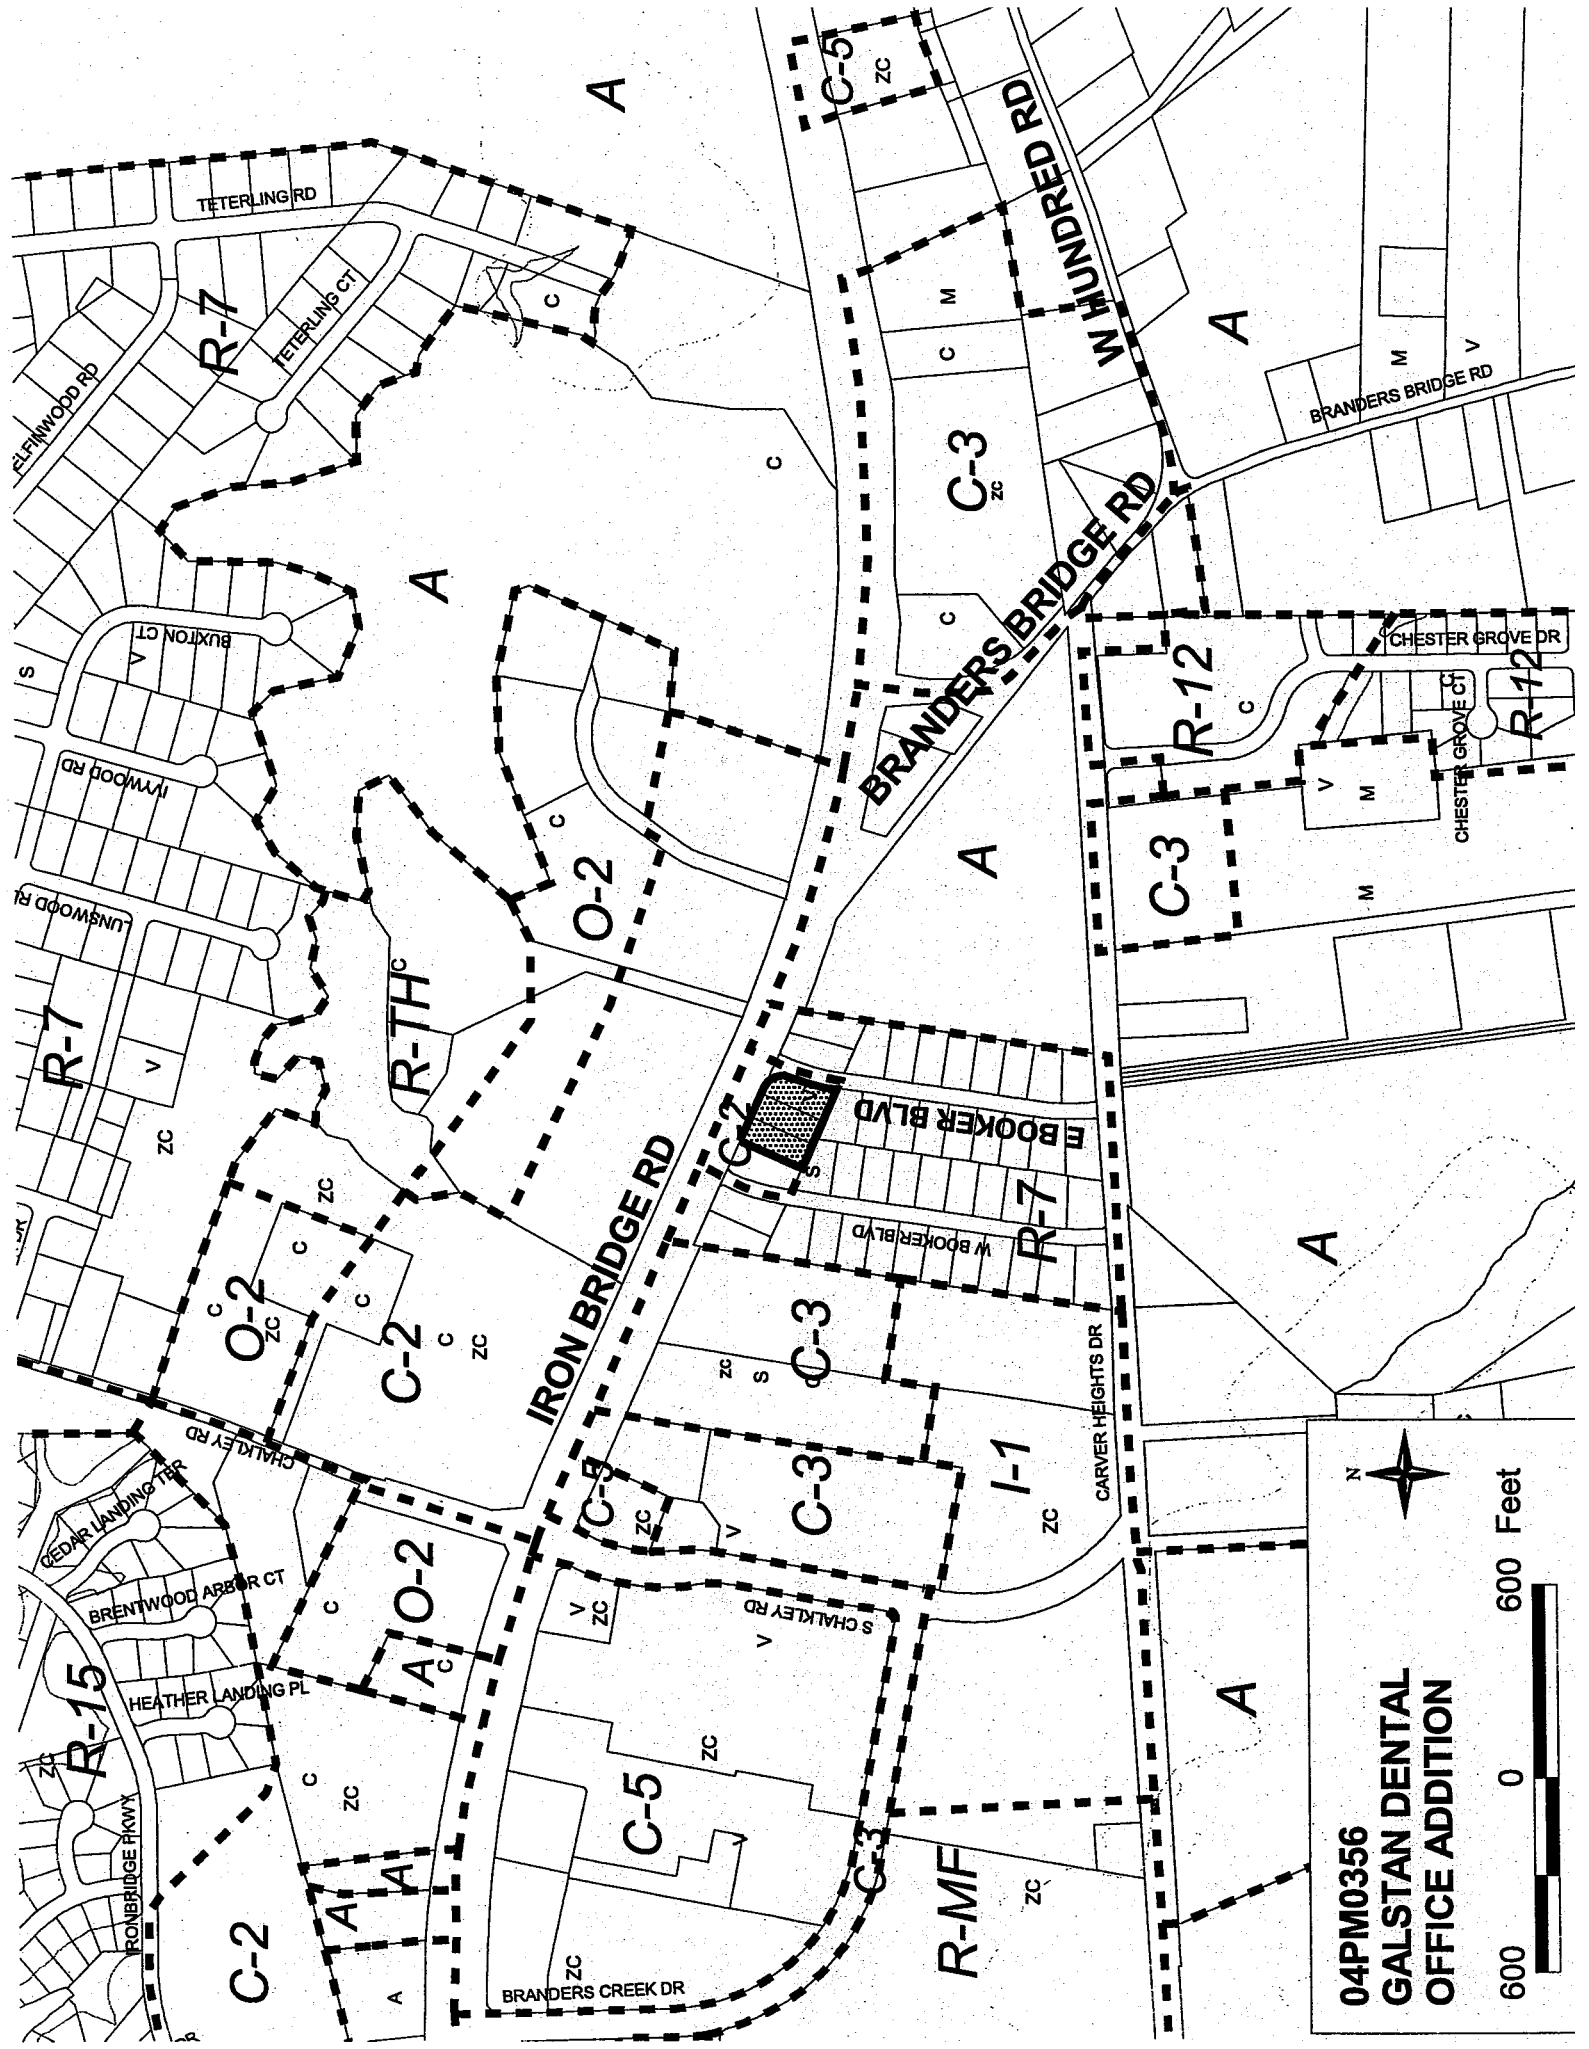 04PM0356
GALSTAN DENTAL
OFFICE ADDITION
600 0 600 Feet
N
IRONBRIDGE PKWY
HEATHER LANDING PL
BRENTWOOD ARBOR CT
CEDAR LANDING TER
CHALKLEY RD
IVYWOOD RD
BUXTON CT
ELFINWOOD RD
TETERLING CT
TETERLING RD
R-15
ZC
R-7
V
S
ZC
R-7
C-2
A
A
A
C
ZC
A
C
O-2
C
O-2
ZC
C
C
ZC
C-2
C
C
ZC
R-TH
C
O-2
C
A
C
C
A
IRON BRIDGE RD
BRANDERS CREEK DR
ZC
C-5
V
ZC
V
V
ZC
S CHALKLEY RD
C-3
R-MF
ZC
C-5
ZC
V
C-3
I-1
ZC
C-3
ZC
S
C
CARVER HEIGHTS DR
C-2
V
S
W BOOKER BLVD
E BOOKER BLVD
R-7
A
BRANDERS BRIDGE RD
C
C-3
ZC
C
M
C-5
ZC
W HUNDRED RD
A
BRANDERS BRIDGE RD
M
V
R-12
C
CHESTER GROVE DR
CHESTER GROVE CT
C
R-12
C-3
V
M
M
A
A